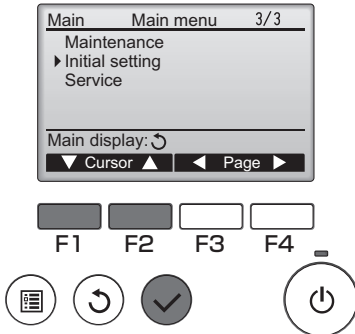 Main Main menu 3/3
Maintenance
Initial setting
Service
Main display:
Cursor Page
F1 F2 F3 F4